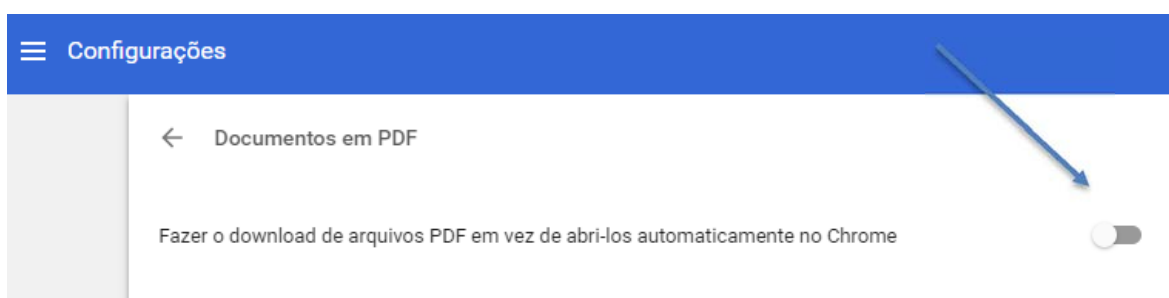 Configurações
Documentos em PDF
Fazer o download de arquivos PDF em vez de abri-los automaticamente no Chrome